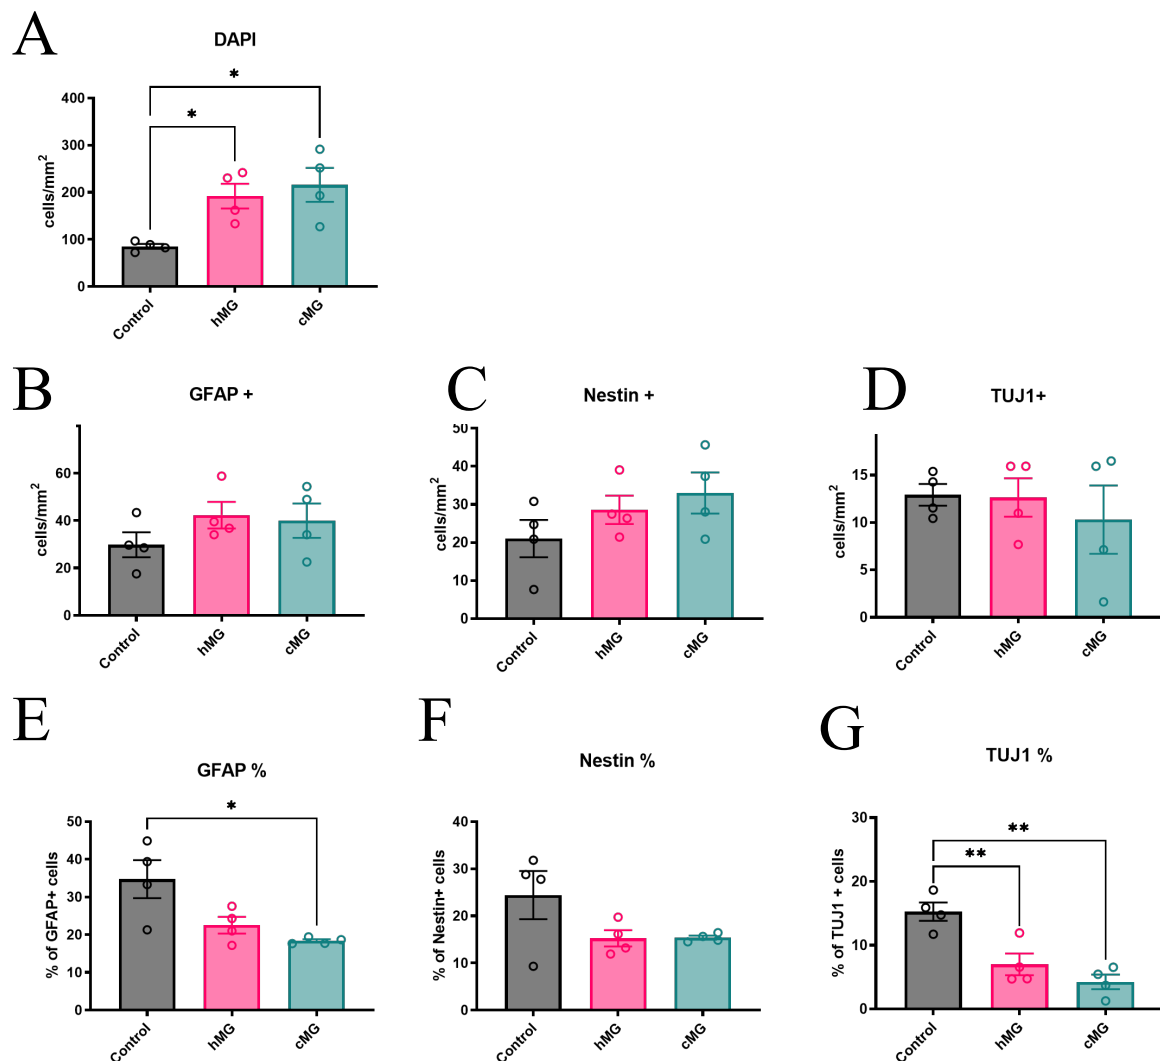 A
DAPI
*
*
cells/mm²
400
300
200
100
0
Control
hMG
cMG
B
GFAP +
cells/mm²
60
40
20
0
Control
hMG
cMG
C
Nestin +
cells/mm²
50
40
30
20
10
0
Control
hMG
cMG
D
TUJ1+
cells/mm²
15
10
5
0
Control
hMG
cMG
E
GFAP %
*
% of GFAP+ cells
50
40
30
20
10
0
Control
hMG
cMG
F
Nestin %
% of Nestin+ cells
40
30
20
10
0
Control
hMG
cMG
G
TUJ1 %
**
**
% of TUJ1 + cells
30
20
10
0
Control
hMG
cMG